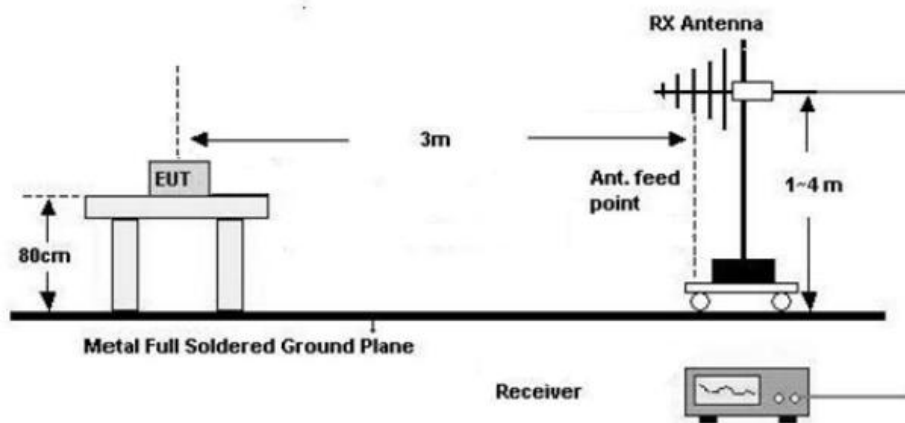 RX Antenna
3m
EUT
Ant. feed
point
1~4 m
80cm
Metal Full Soldered Ground Plane
Receiver